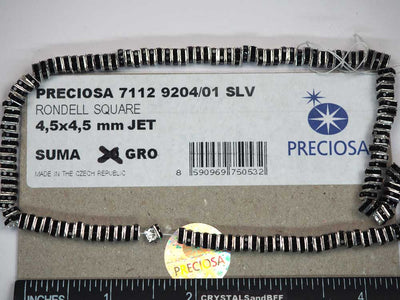 PRECIOSA 7112 9204/01 SLV
RONDELL SQUARE
4,5x4,5 mm JET
SUMA GRO
MADE IN THE CZECH REPUBLIC
8 590969 750532
PRECIOSA
PRECIOSA
1 2 3 4
CRYSTALSandBFF